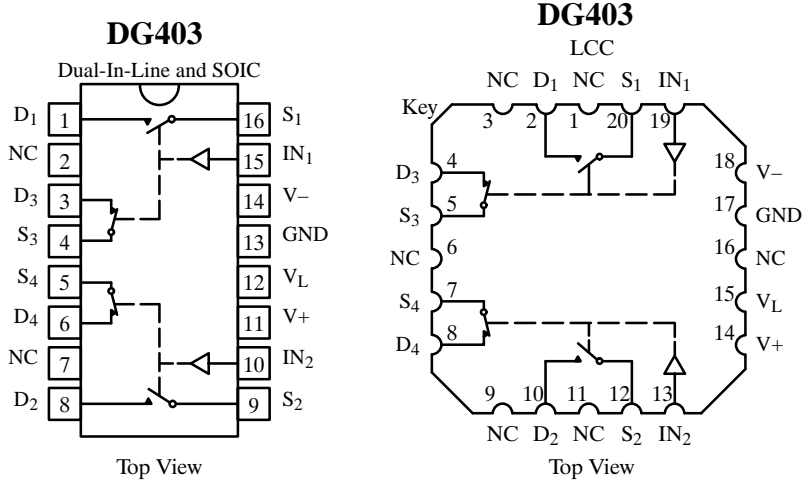 DG403
Dual-In-Line and SOIC
D1 1 16 S1
NC 2 15 IN1
D3 3 14 V–
S3 4 13 GND
S4 5 12 VL
D4 6 11 V+
NC 7 10 IN2
D2 8 9 S2
Top View
DG403
LCC
NC D1 NC S1 IN1
Key 3 2 1 20 19
D3 4 18 V–
S3 5 17 GND
NC 6 16 NC
S4 7 15 VL
D4 8 14 V+
9 10 11 12 13
NC D2 NC S2 IN2
Top View